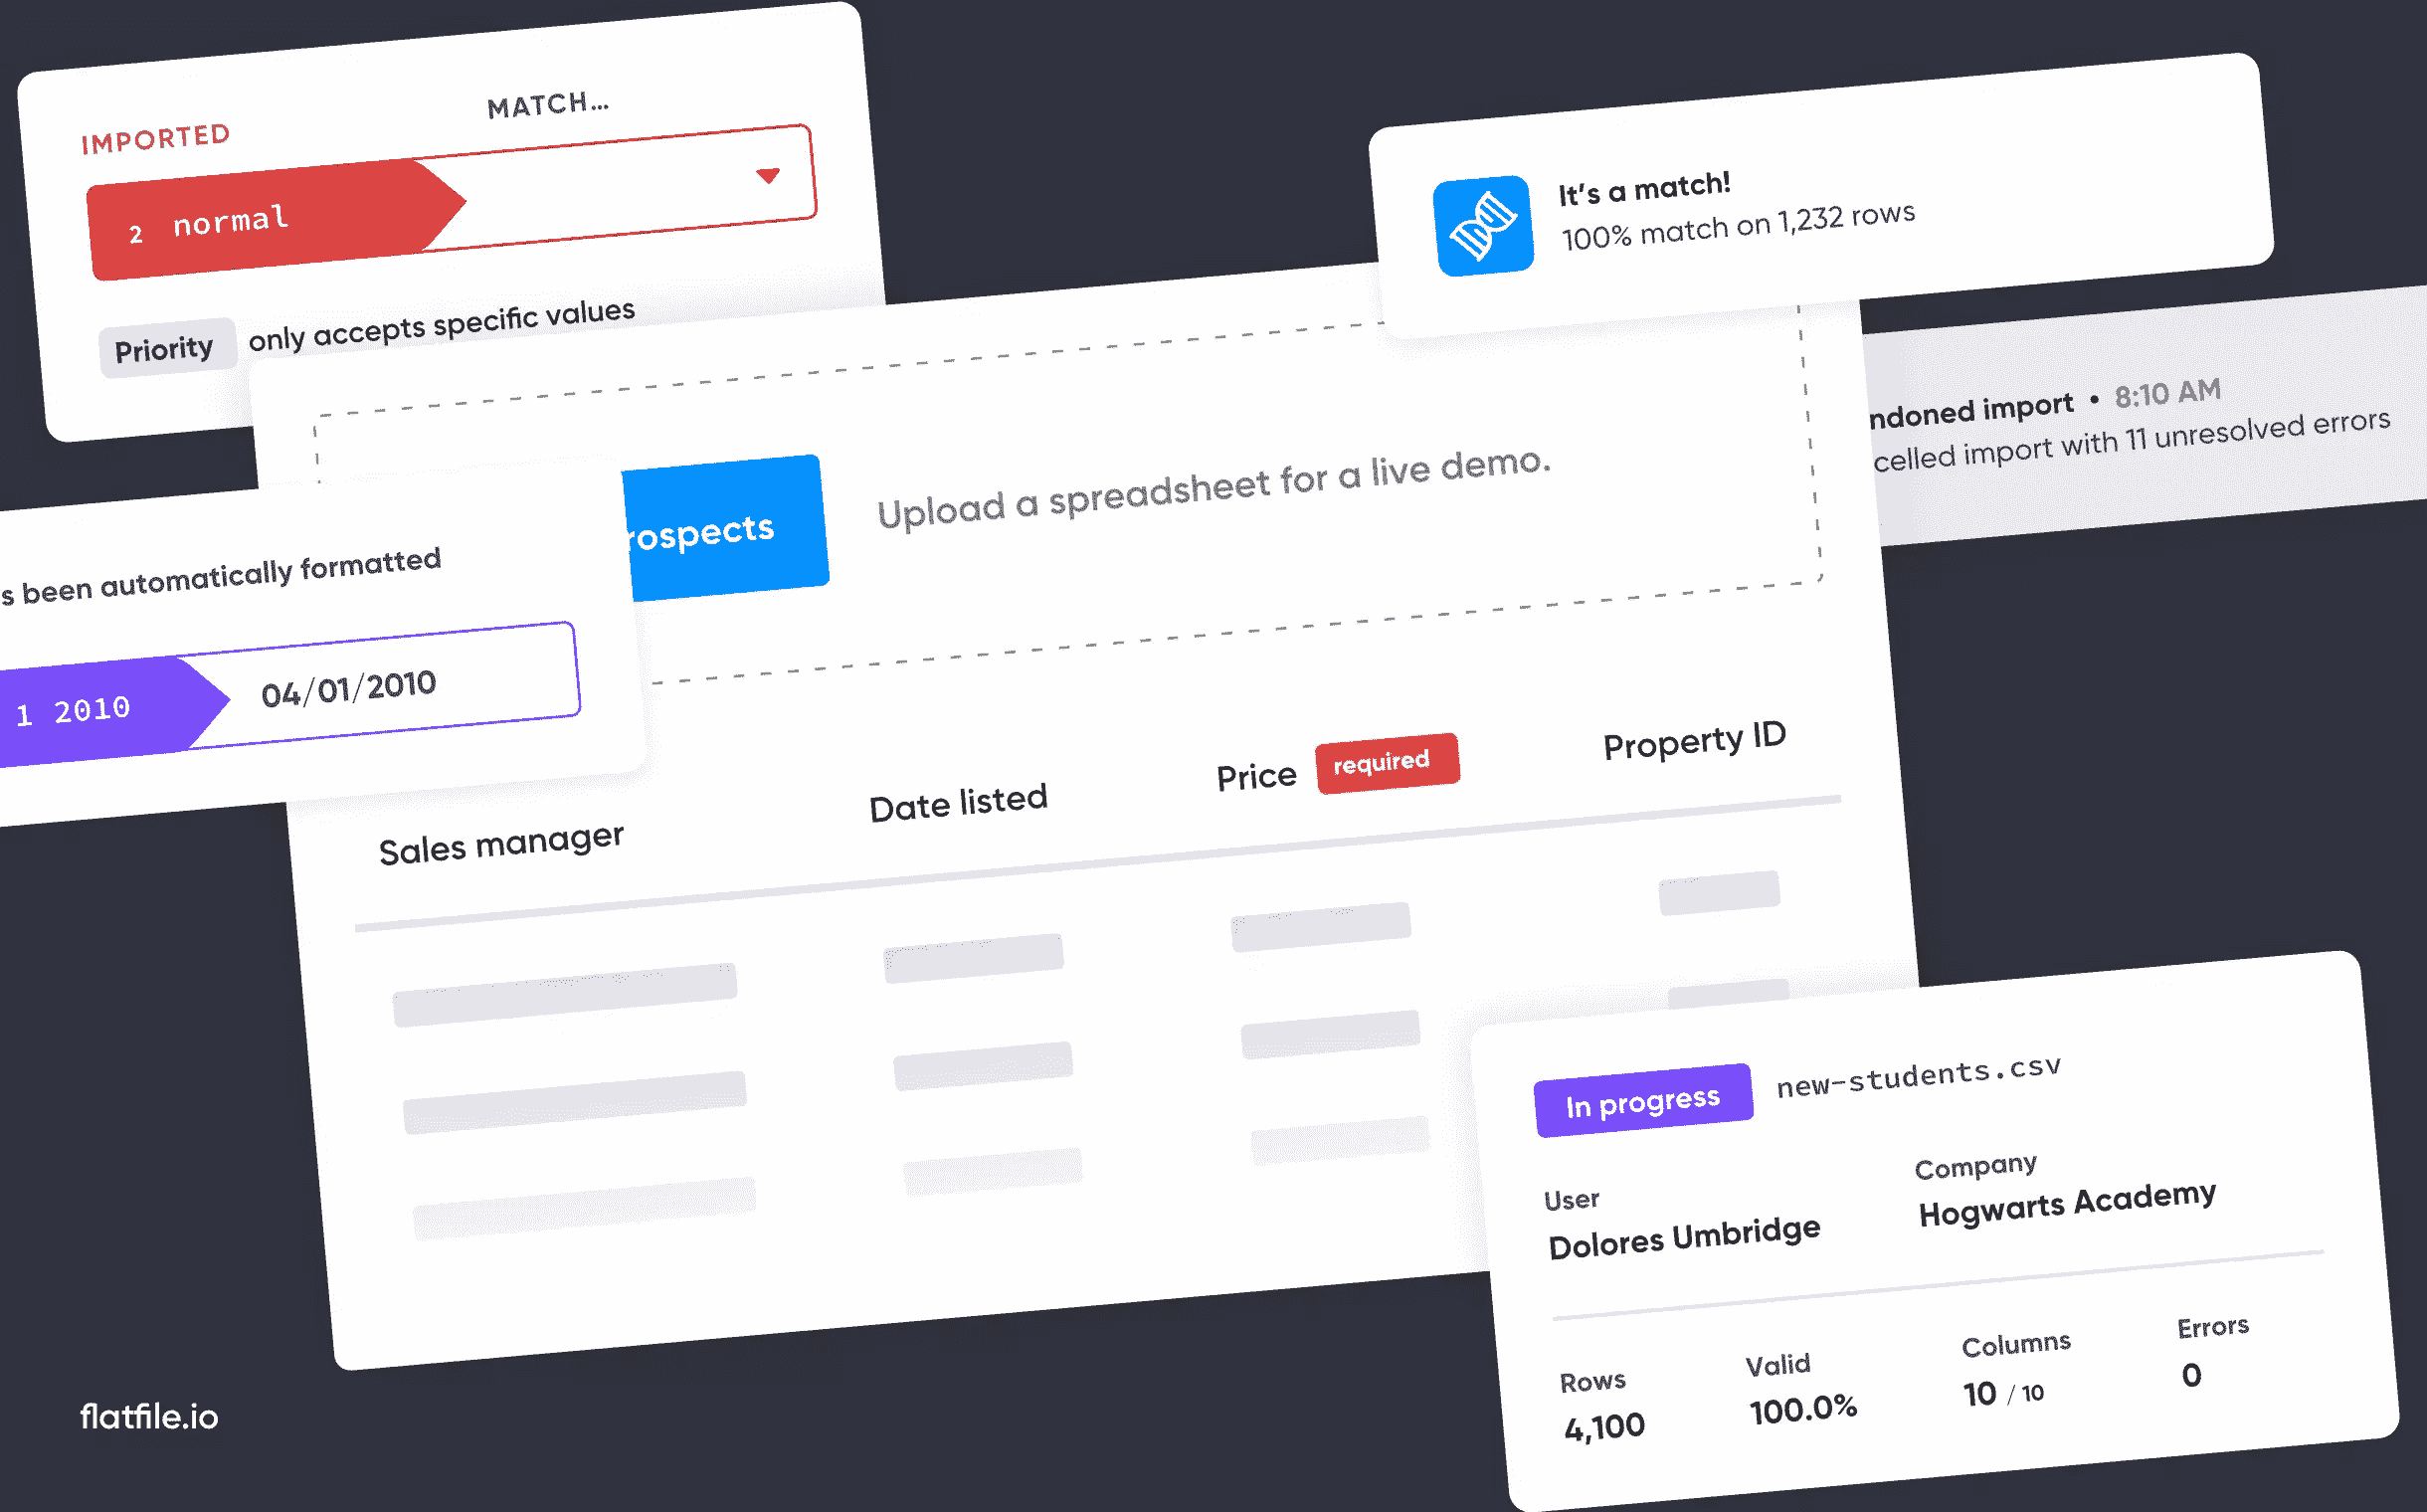 IMPORTED
MATCH…
2 normal
Priority only accepts specific values
It's a match!
100% match on 1,232 rows
import • 8:10 AM
import with 11 unresolved errors
Upload a spreadsheet for a live demo.
been automatically formatted
1 2010
04/01/2010
Sales manager
Date listed
Price required
Property ID
In progress new-students.csv
User
Dolores Umbridge
Company
Hogwarts Academy
Rows
4,100
Valid
100.0%
Columns
10 / 10
Errors
0
flatfile.io